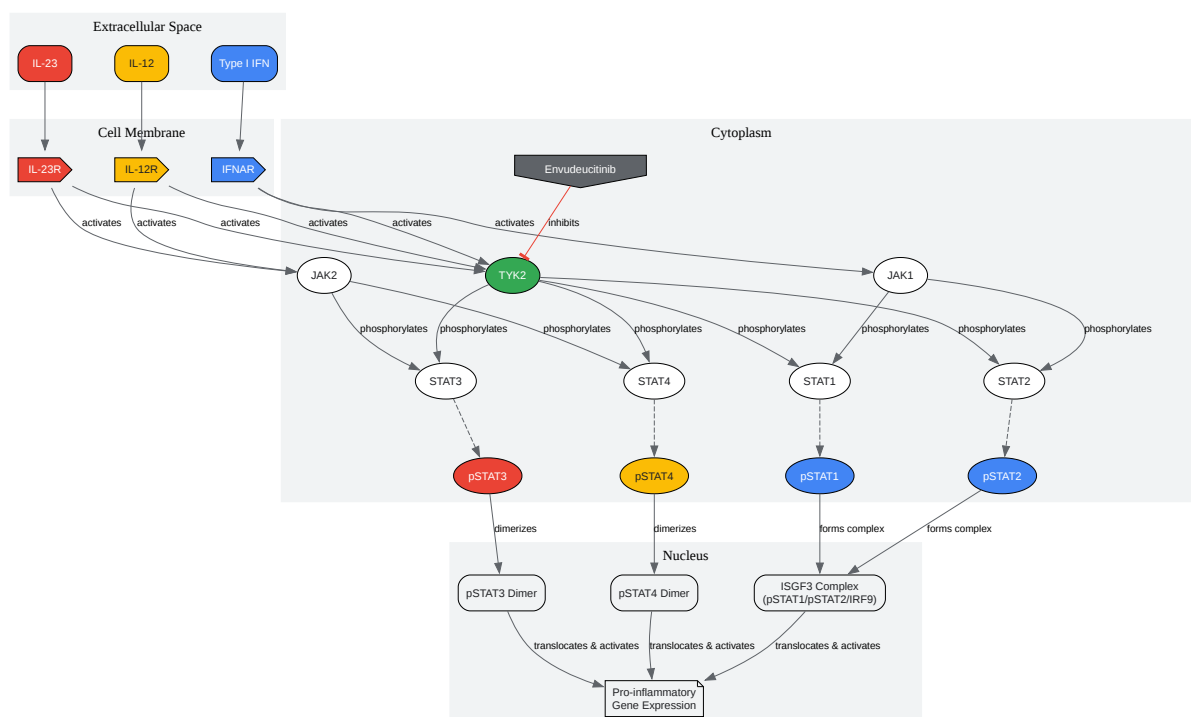 Extracellular Space
IL-23
IL-12
Type I IFN
Cell Membrane
Cytoplasm
IL-23R
IL-12R
IFNAR
Envudeucitinib
activates
activates
activates
activates
activates
activates
inhibits
JAK2
TYK2
JAK1
phosphorylates
phosphorylates
phosphorylates
phosphorylates
phosphorylates
phosphorylates
phosphorylates
phosphorylates
STAT3
STAT4
STAT1
STAT2
pSTAT3
pSTAT4
pSTAT1
pSTAT2
dimerizes
dimerizes
forms complex
forms complex
Nucleus
pSTAT3 Dimer
pSTAT4 Dimer
ISGF3 Complex
(pSTAT1/pSTAT2/IRF9)
translocates & activates
translocates & activates
translocates & activates
Pro-inflammatory
Gene Expression